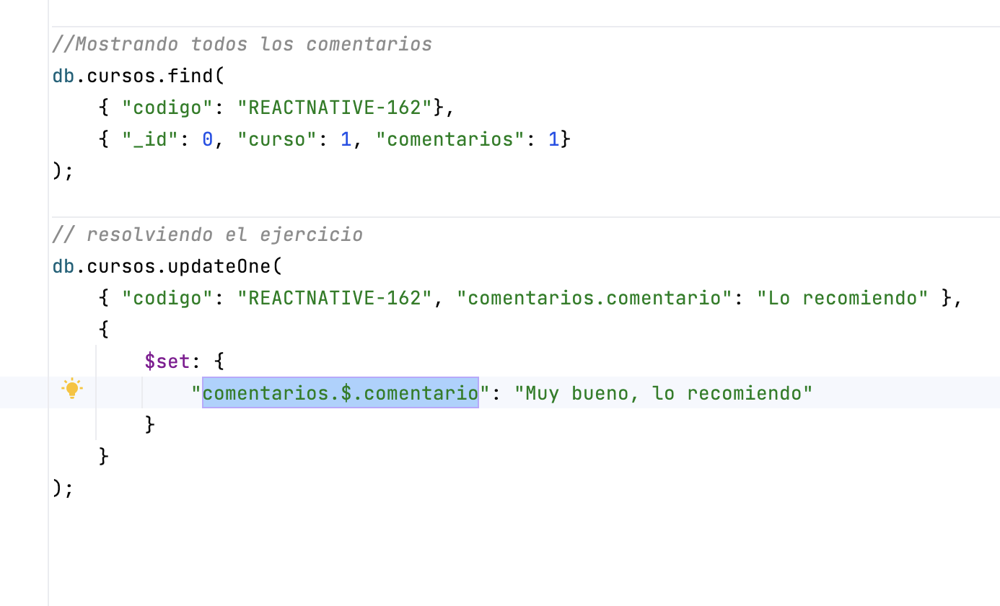 //Mostrando todos los comentarios
db.cursos.find(
    { "codigo": "REACTNATIVE-162"},
    { "_id": 0, "curso": 1, "comentarios": 1}
);
// resolviendo el ejercicio
db.cursos.updateOne(
    { "codigo": "REACTNATIVE-162", "comentarios.comentario": "Lo recomiendo" },
    {
        $set: {
            "comentarios.$.comentario": "Muy bueno, lo recomiendo"
        }
    }
);